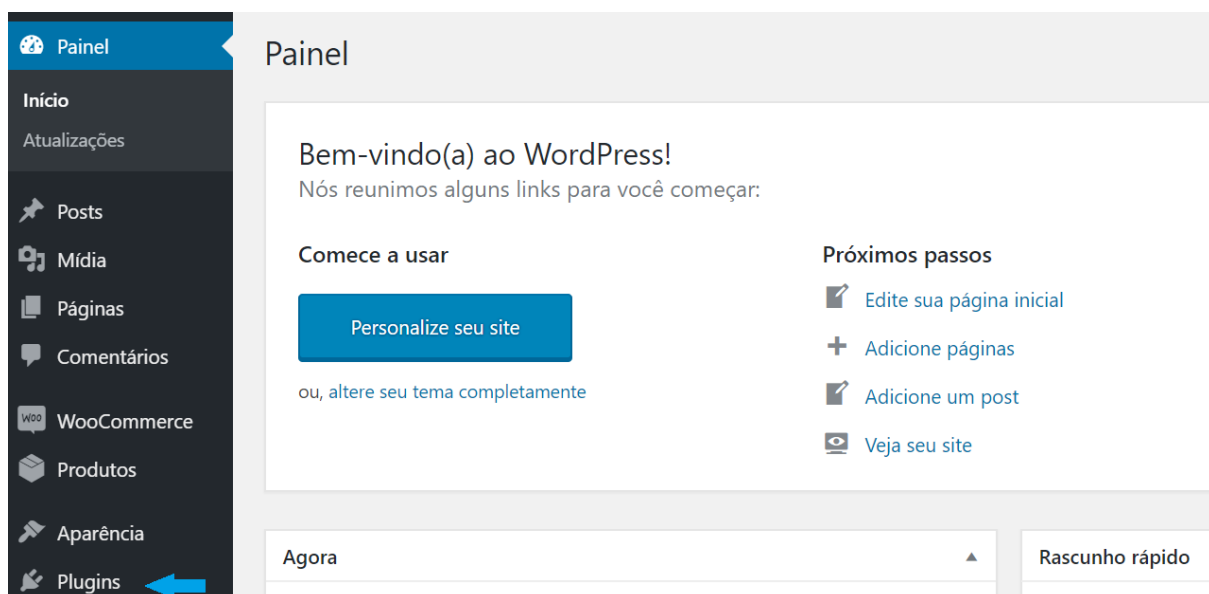 Painel
Início
Atualizações
Posts
Mídia
Páginas
Comentários
Woo
WooCommerce
Produtos
Aparência
Plugins
Painel
Bem-vindo(a) ao WordPress!
Nós reunimos alguns links para você começar:
Comece a usar
Personalize seu site
ou, altere seu tema completamente
Próximos passos
Edite sua página inicial
Adicione páginas
Adicione um post
Veja seu site
Agora
Rascunho rápido